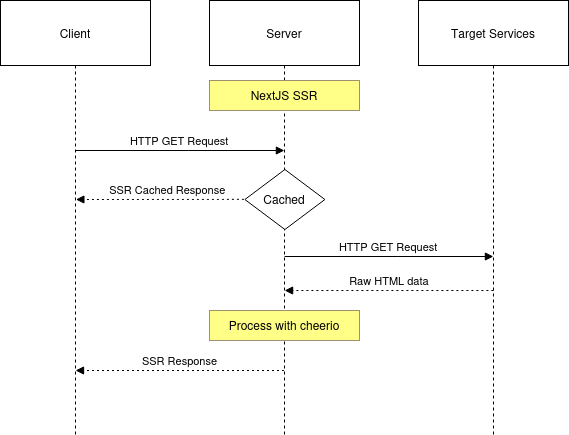 Client
Server
Target Services
NextJS SSR
HTTP GET Request
SSR Cached Response
Cached
HTTP GET Request
Raw HTML data
Process with cheerio
SSR Response